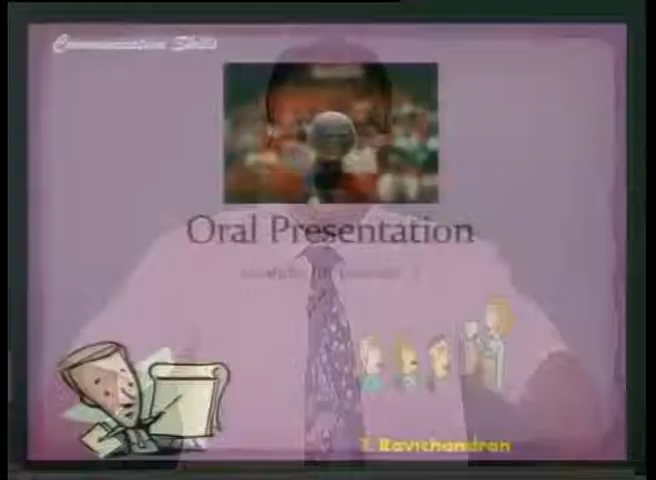 Communication Skills
Oral Presentation
T. Ravichandran